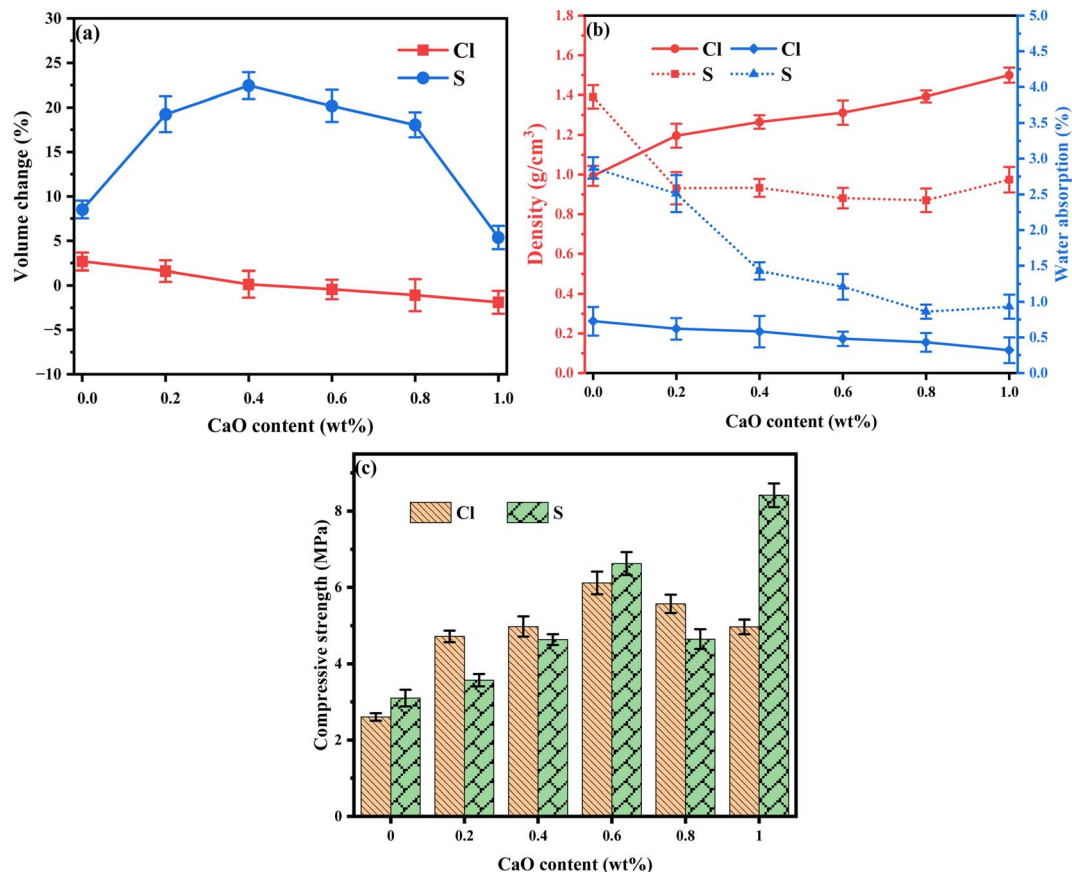 (a)
Cl
S
30
25
20
15
10
5
0
−5
−10
Volume change (%)
0.0 0.2 0.4 0.6 0.8 1.0
CaO content (wt%)
(b)
Cl Cl
S S
1.8
1.6
1.4
1.2
1.0
0.8
0.6
0.4
0.2
0.0
Density (g/cm³)
5.0
4.5
4.0
3.5
3.0
2.5
2.0
1.5
1.0
0.5
0.0
Water absorption (%)
0.0 0.2 0.4 0.6 0.8 1.0
CaO content (wt%)
(c)
Cl S
8
6
4
2
0
Compressive strength (MPa)
0 0.2 0.4 0.6 0.8 1
CaO content (wt%)